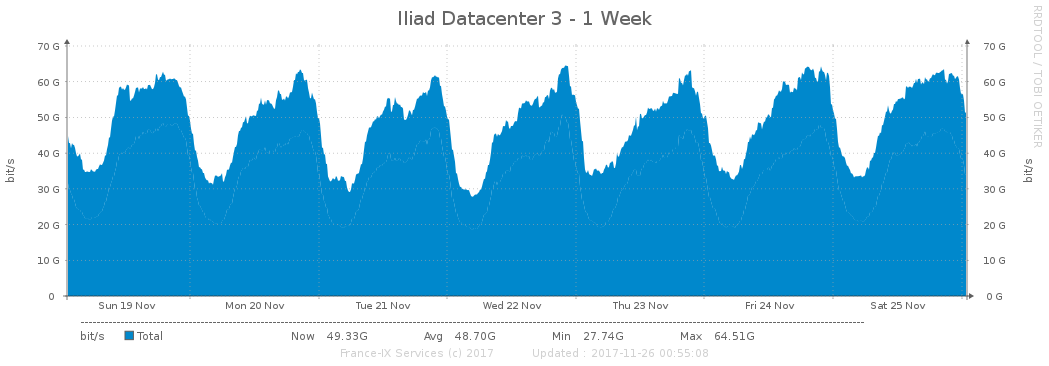 Iliad Datacenter 3 - 1 Week
RRDTOOL / TOBI OETIKER
70 G 70 G
60 G 60 G
50 G 50 G
40 G 40 G
30 G 30 G
20 G 20 G
10 G 10 G
0 0 G
bit/s bit/s
Sun 19 Nov Mon 20 Nov Tue 21 Nov Wed 22 Nov Thu 23 Nov Fri 24 Nov Sat 25 Nov
bit/s Total Now 49.33G Avg 48.70G Min 27.74G Max 64.51G
France-IX Services (c) 2017 Updated : 2017-11-26 00:55:08